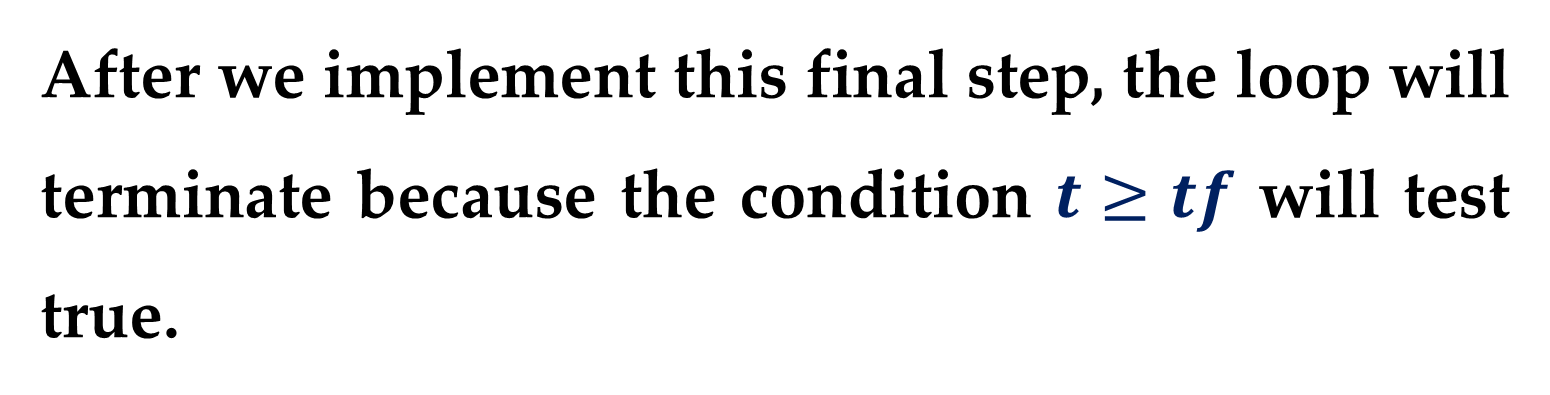 After we implement this final step, the loop will
terminate because the condition t ≥ tf will test
true.